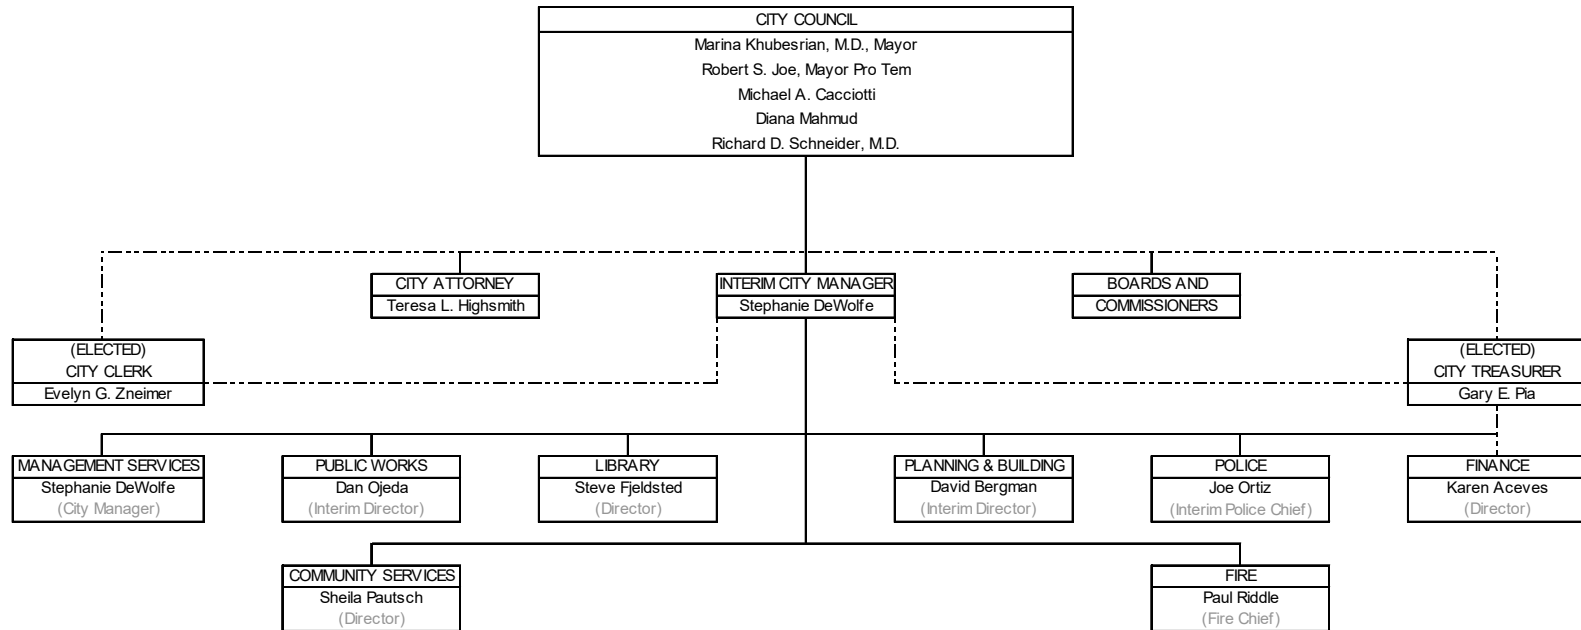 CITY COUNCIL
Marina Khubesrian, M.D., Mayor
Robert S. Joe, Mayor Pro Tem
Michael A. Cacciotti
Diana Mahmud
Richard D. Schneider, M.D.
CITY ATTORNEY
Teresa L. Highsmith
INTERIM CITY MANAGER
Stephanie DeWolfe
BOARDS AND
COMMISSIONERS
(ELECTED)
CITY CLERK
Evelyn G. Zneimer
(ELECTED)
CITY TREASURER
Gary E. Pia
MANAGEMENT SERVICES
Stephanie DeWolfe
(City Manager)
PUBLIC WORKS
Dan Ojeda
(Interim Director)
LIBRARY
Steve Fjeldsted
(Director)
PLANNING & BUILDING
David Bergman
(Interim Director)
POLICE
Joe Ortiz
(Interim Police Chief)
FINANCE
Karen Aceves
(Director)
COMMUNITY SERVICES
Sheila Pautsch
(Director)
FIRE
Paul Riddle
(Fire Chief)